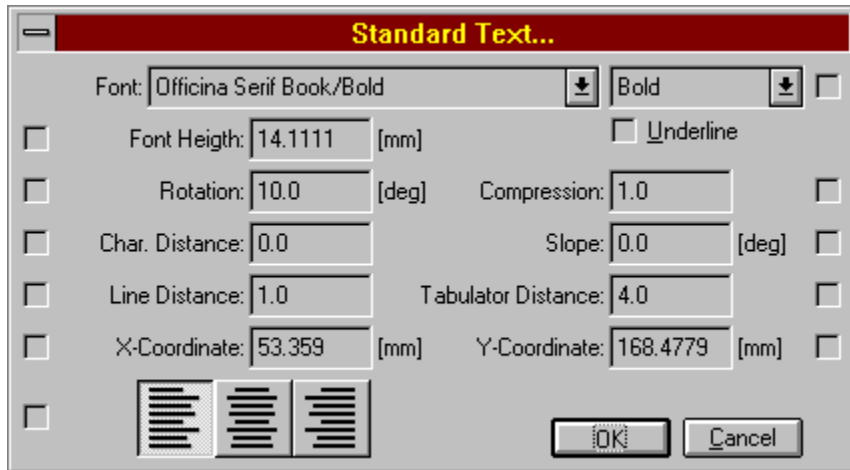 Standard Text...
Font: Officina Serif Book/Bold Bold
Font Heigth: 14.1111 [mm] Underline
Rotation: 10.0 [deg] Compression: 1.0
Char. Distance: 0.0 Slope: 0.0 [deg]
Line Distance: 1.0 Tabulator Distance: 4.0
X-Coordinate: 53.359 [mm] Y-Coordinate: 168.4779 [mm]
OK Cancel